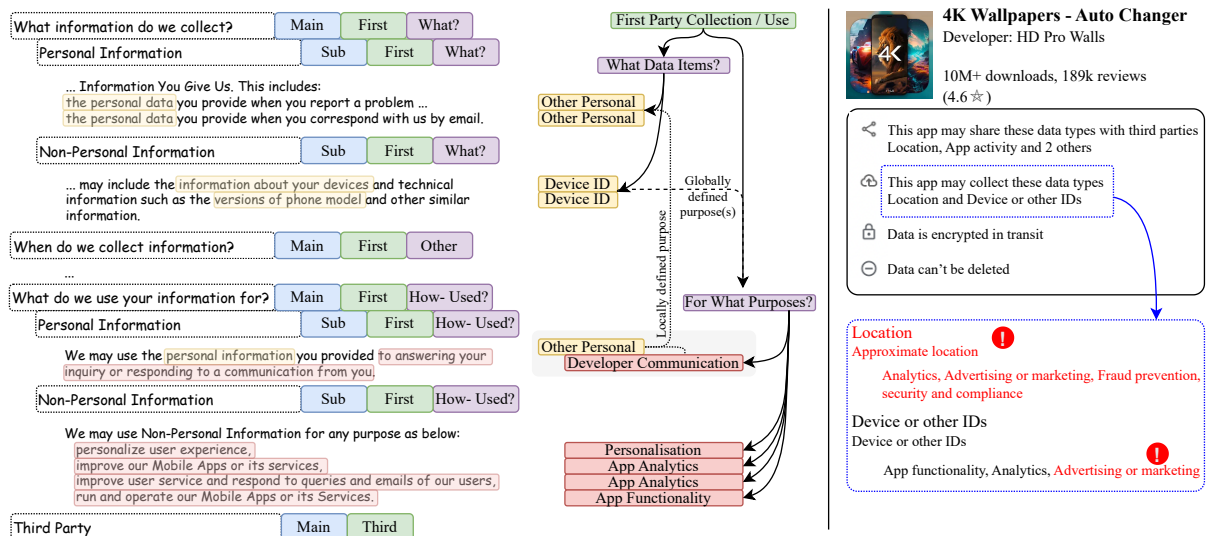 What information do we collect?
Main
First
What?
Personal Information
Sub
First
What?
... Information You Give Us. This includes:
the personal data you provide when you report a problem ...
the personal data you provide when you correspond with us by email.
Non-Personal Information
Sub
First
What?
... may include the information about your devices and technical
information such as the versions of phone model and other similar
information.
When do we collect information?
Main
First
Other
...
What do we use your information for?
Main
First
How- Used?
Personal Information
Sub
First
How- Used?
We may use the personal information you provided to answering your
inquiry or responding to a communication from you.
Non-Personal Information
Sub
First
How- Used?
We may use Non-Personal Information for any purpose as below:
personalize user experience,
improve our Mobile Apps or its services,
improve user service and respond to queries and emails of our users,
run and operate our Mobile Apps or its Services.
Third Party
Main
Third
First Party Collection / Use
What Data Items?
Other Personal
Other Personal
Device ID
Device ID
Globally
defined
purpose(s)
Locally defined purpose
For What Purposes?
Other Personal
Developer Communication
Personalisation
App Analytics
App Analytics
App Functionality
4K
4K Wallpapers - Auto Changer
Developer: HD Pro Walls
10M+ downloads, 189k reviews
(4.6☆)
This app may share these data types with third parties
Location, App activity and 2 others
This app may collect these data types
Location and Device or other IDs
Data is encrypted in transit
Data can't be deleted
Location
!
Approximate location
Analytics, Advertising or marketing, Fraud prevention,
security and compliance
Device or other IDs
Device or other IDs
!
App functionality, Analytics, Advertising or marketing